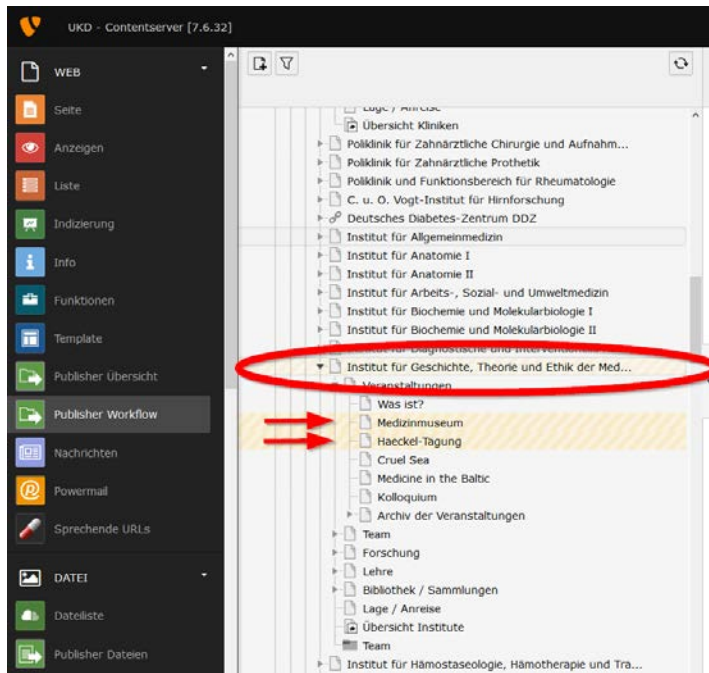 UKD - Contentserver [7.6.32]
WEB
Seite
Anzeigen
Liste
Indizierung
Info
Funktionen
Template
Publisher Übersicht
Publisher Workflow
Nachrichten
Powermail
Sprechende URLs
DATEI
Dateiliste
Publisher Dateien
Lage / Anreise
Übersicht Kliniken
Poliklinik für Zahnärztliche Chirurgie und Aufnahm...
Poliklinik für Zahnärztliche Prothetik
Poliklinik und Funktionsbereich für Rheumatologie
C. u. O. Vogt-Institut für Hirnforschung
Deutsches Diabetes-Zentrum DDZ
Institut für Allgemeinmedizin
Institut für Anatomie I
Institut für Anatomie II
Institut für Arbeits-, Sozial- und Umweltmedizin
Institut für Biochemie und Molekularbiologie I
Institut für Biochemie und Molekularbiologie II
Institut für Diagnostische und
Institut für Geschichte, Theorie und Ethik der Med...
Veranstaltungen
Was ist?
Medizinmuseum
Haeckel-Tagung
Cruel Sea
Medicine in the Baltic
Kolloquium
Archiv der Veranstaltungen
Team
Forschung
Lehre
Bibliothek / Sammlungen
Lage / Anreise
Übersicht Institute
Team
Institut für Hämostaseologie, Hämotherapie und Tra...